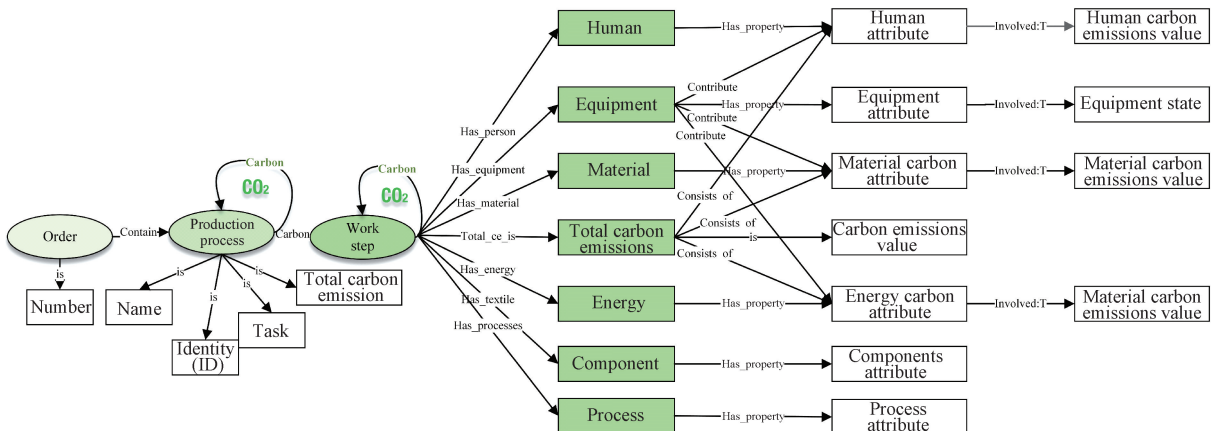 Human
Has_property
Human
attribute
Involved:T
Human carbon
emissions value
Contribute
Equipment
Has_property
Equipment
attribute
Involved:T
Equipment state
Contribute
Contribute
Has_person
Carbon
CO₂
Carbon
CO₂
Has_equipment
Material
Has_property
Material carbon
attribute
Involved:T
Material carbon
emissions value
Has_material
Consists of
Order
Contain
Production
process
Carbon
Work
step
Total_ce_is
Total carbon
emissions
Consists of
is
Carbon emissions
value
Consists of
is
is
is
is
is
Number
Name
Identity
(ID)
Task
Total carbon
emission
Has_energy
Energy
Has_property
Energy carbon
attribute
Involved:T
Material carbon
emissions value
Has_textile
Has_processes
Component
Has_property
Components
attribute
Process
Has_property
Process
attribute